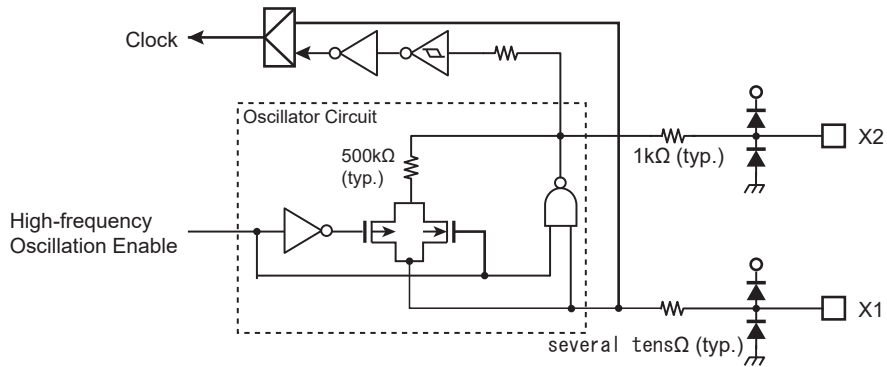 Clock
Oscillator Circuit
500kΩ
(typ.)
1kΩ (typ.)
X2
High-frequency
Oscillation Enable
X1
several tensΩ (typ.)